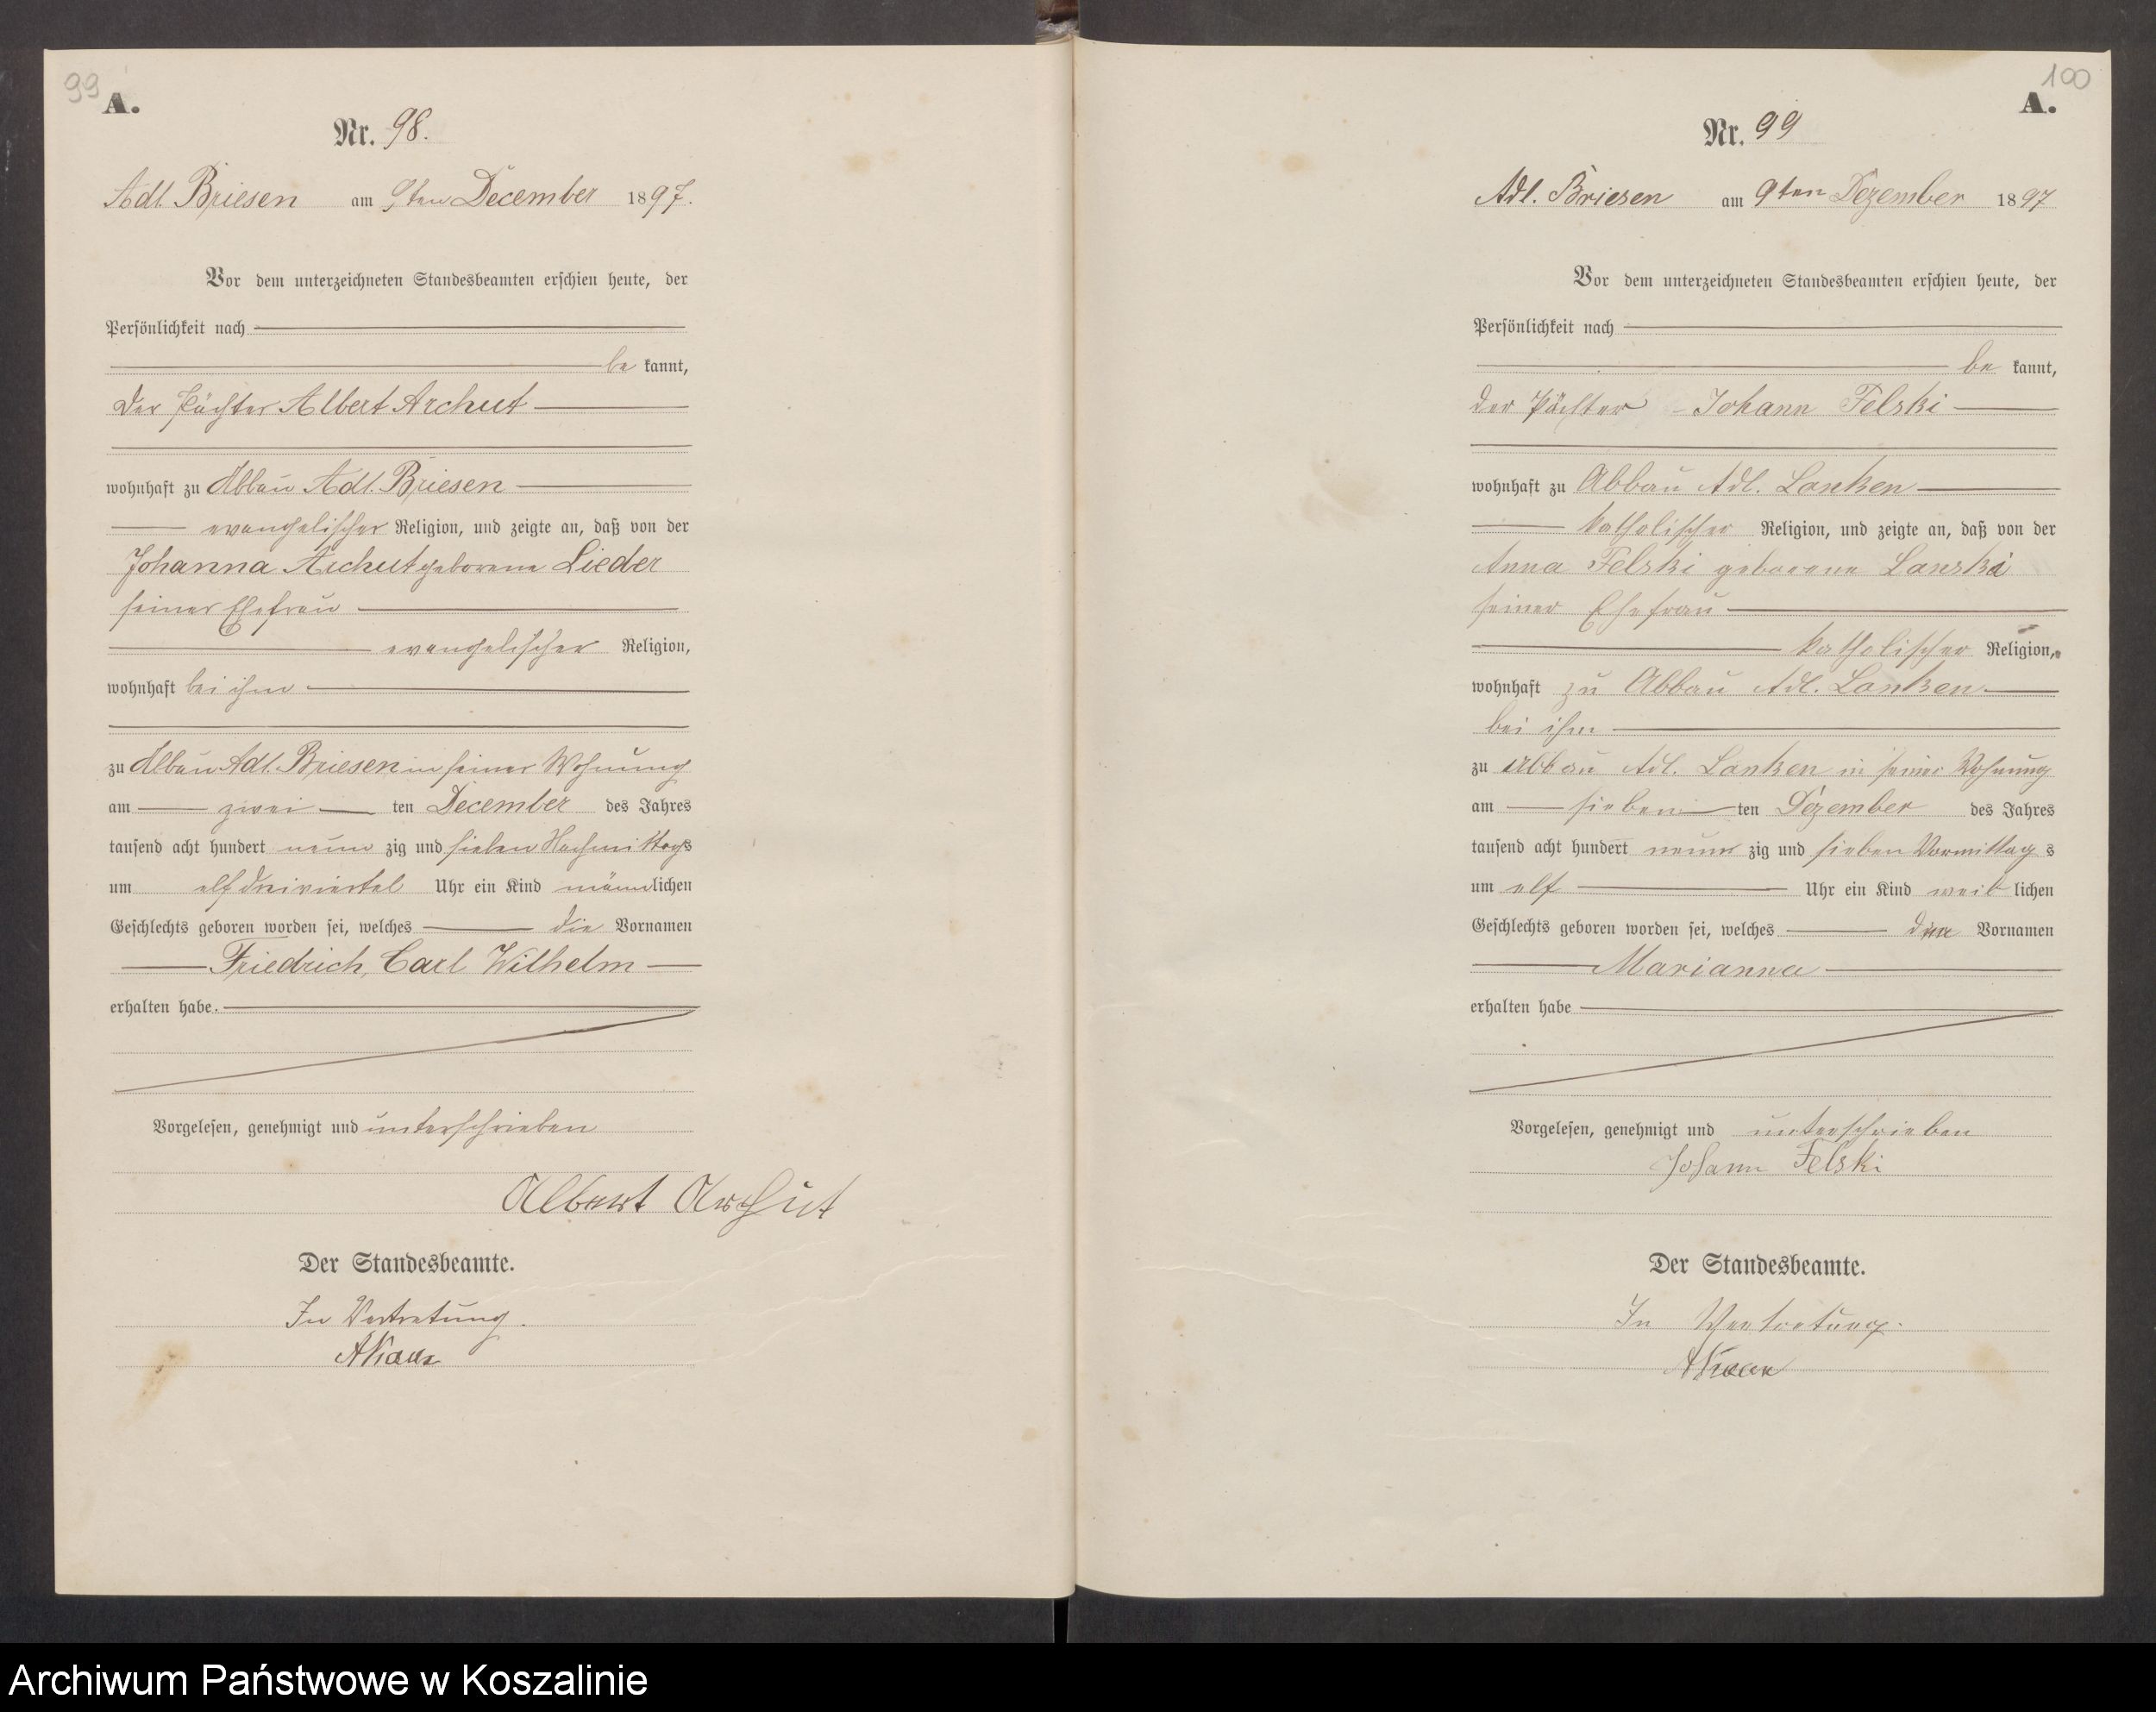 99
A.
Nr. 98.
Adl. Briesen am 9ten December 1897.
Vor dem unterzeichneten Standesbeamten erschien heute, der
Persönlichkeit nach
be kannt,
der Pächter Albert Archut
wohnhaft zu Abbau Adl. Briesen
evangelischer Religion, und zeigte an, daß von der
Johanna Archut geborene Lieder
seiner Ehefrau
evangelischer Religion,
wohnhaft bei ihm
zu Abbau Adl. Briesen in seiner Wohnung
am zwei ten December des Jahres
tausend acht hundert neun zig und sieben Nachmittags
um elf dreiviertel Uhr ein Kind männlichen
Geschlechts geboren worden sei, welches die Vornamen
Friedrich, Carl Wilhelm
erhalten habe.
Vorgelesen, genehmigt und unterschrieben
Albert Archut
Der Standesbeamte.
In Vertretung.
100
A.
Nr. 99
Adl. Briesen am 9ten Dezember 1897
Vor dem unterzeichneten Standesbeamten erschien heute, der
Persönlichkeit nach
be kannt,
der Pächter Johann Felski
wohnhaft zu Abbau Adl. Lanken
katholischer Religion, und zeigte an, daß von der
Anna Felski geborene Lanski
seiner Ehefrau
katholischer Religion,
wohnhaft zu Abbau Adl. Lanken
bei ihm
zu Abbau Adl. Lanken in seiner Wohnung
am sieben ten Dezember des Jahres
tausend acht hundert neun zig und sieben Vormittag s
um elf Uhr ein Kind weib lichen
Geschlechts geboren worden sei, welches den Vornamen
Marianna
erhalten habe
Vorgelesen, genehmigt und unterschrieben
Johann Felski
Der Standesbeamte.
In Vertretung.
Archiwum Państwowe w Koszalinie